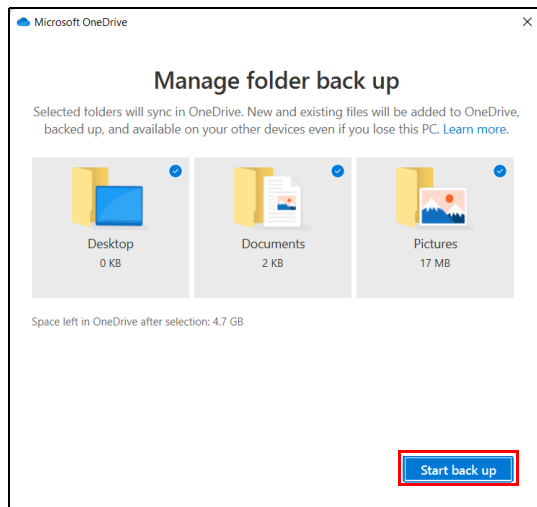 Microsoft OneDrive
Manage folder back up
Selected folders will sync in OneDrive. New and existing files will be added to OneDrive,
backed up, and available on your other devices even if you lose this PC. Learn more.
Desktop
0 KB
Documents
2 KB
Pictures
17 MB
Space left in OneDrive after selection: 4.7 GB
Start back up